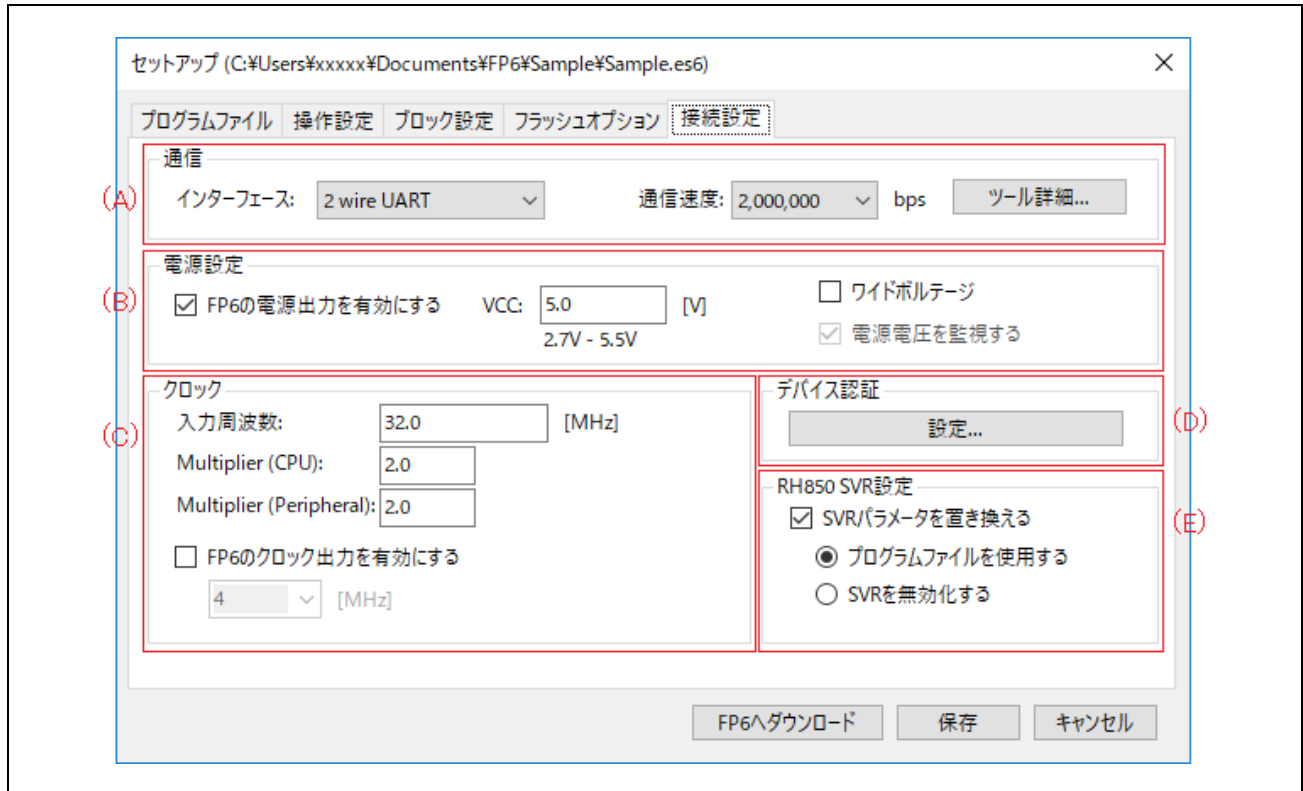 セットアップ (C:¥Users¥xxxxx¥Documents¥FP6¥Sample¥Sample.es6)
プログラムファイル 操作設定 ブロック設定 フラッシュオプション 接続設定
通信
(A) インターフェース: 2 wire UART 通信速度: 2,000,000 bps ツール詳細...
電源設定
(B) FP6の電源出力を有効にする VCC: 5.0 [V] ワイドボルテージ
2.7V - 5.5V 電源電圧を監視する
クロック
(C) 入力周波数: 32.0 [MHz]
Multiplier (CPU): 2.0
Multiplier (Peripheral): 2.0
FP6のクロック出力を有効にする
4 [MHz]
デバイス認証
設定... (D)
RH850 SVR設定
SVRパラメータを置き換える (E)
プログラムファイルを使用する
SVRを無効化する
FP6へダウンロード 保存 キャンセル